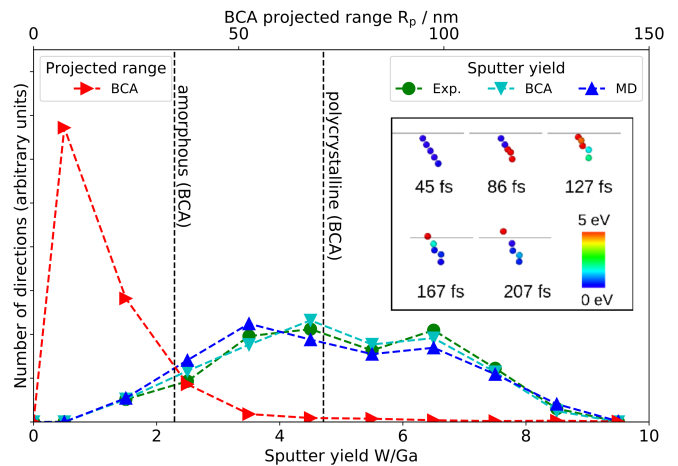 BCA projected range Rp / nm
0 50 100 150
Projected range
BCA
Sputter yield
Exp. BCA MD
amorphous (BCA)
polycrystalline (BCA)
Number of directions (arbitrary units)
45 fs 86 fs 127 fs
5 eV
167 fs 207 fs
0 eV
0 2 4 6 8 10
Sputter yield W/Ga